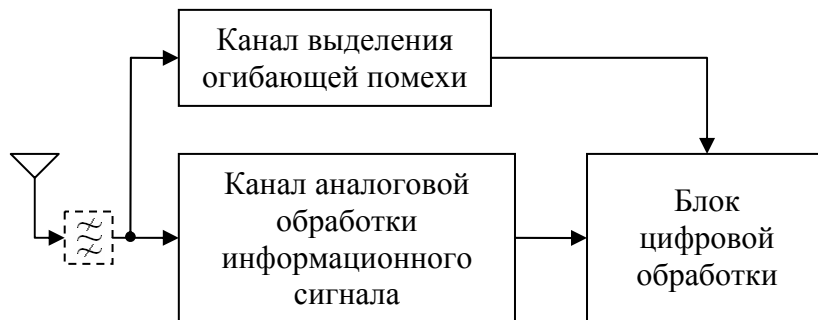 Канал выделения
огибающей помехи
Канал аналоговой
обработки
информационного
сигнала
Блок
цифровой
обработки